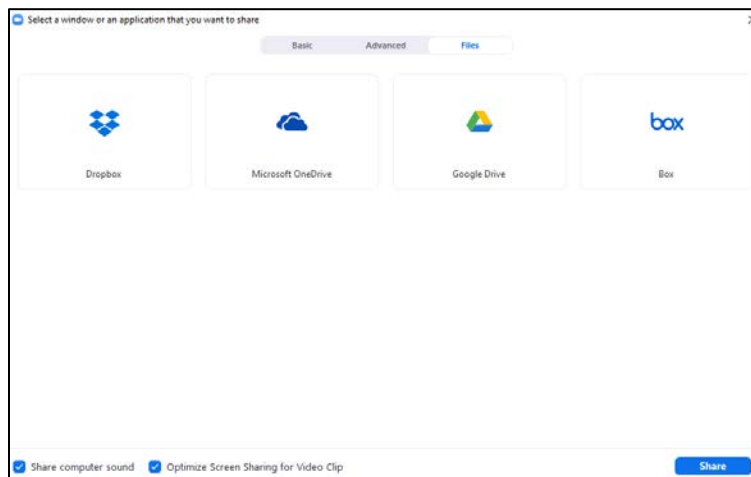 Select a window or an application that you want to share
Basic Advanced Files
box
Dropbox Microsoft OneDrive Google Drive Box
Share computer sound Optimize Screen Sharing for Video Clip Share